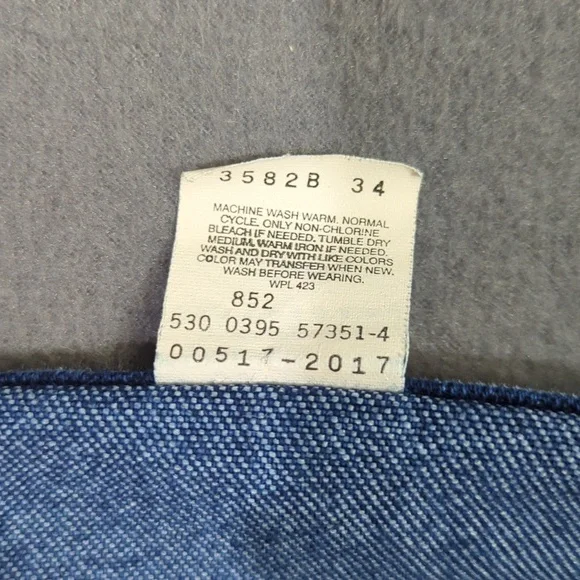 3582B 34
MACHINE WASH WARM. NORMAL
CYCLE. ONLY NON-CHLORINE
BLEACH IF NEEDED. TUMBLE DRY
MEDIUM. WARM IRON IF NEEDED.
WASH AND DRY WITH LIKE COLORS
COLOR MAY TRANSFER WHEN NEW.
WASH BEFORE WEARING.
WPL 423
852
530 0395 57351-4
00517-2017